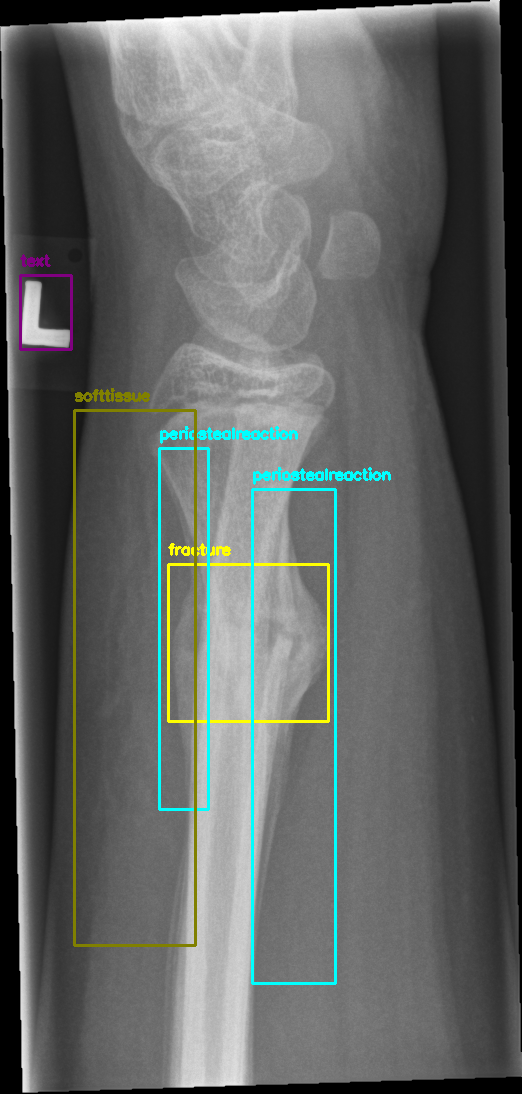 text
L
softtissue
periostealreaction
periostealreaction
fracture